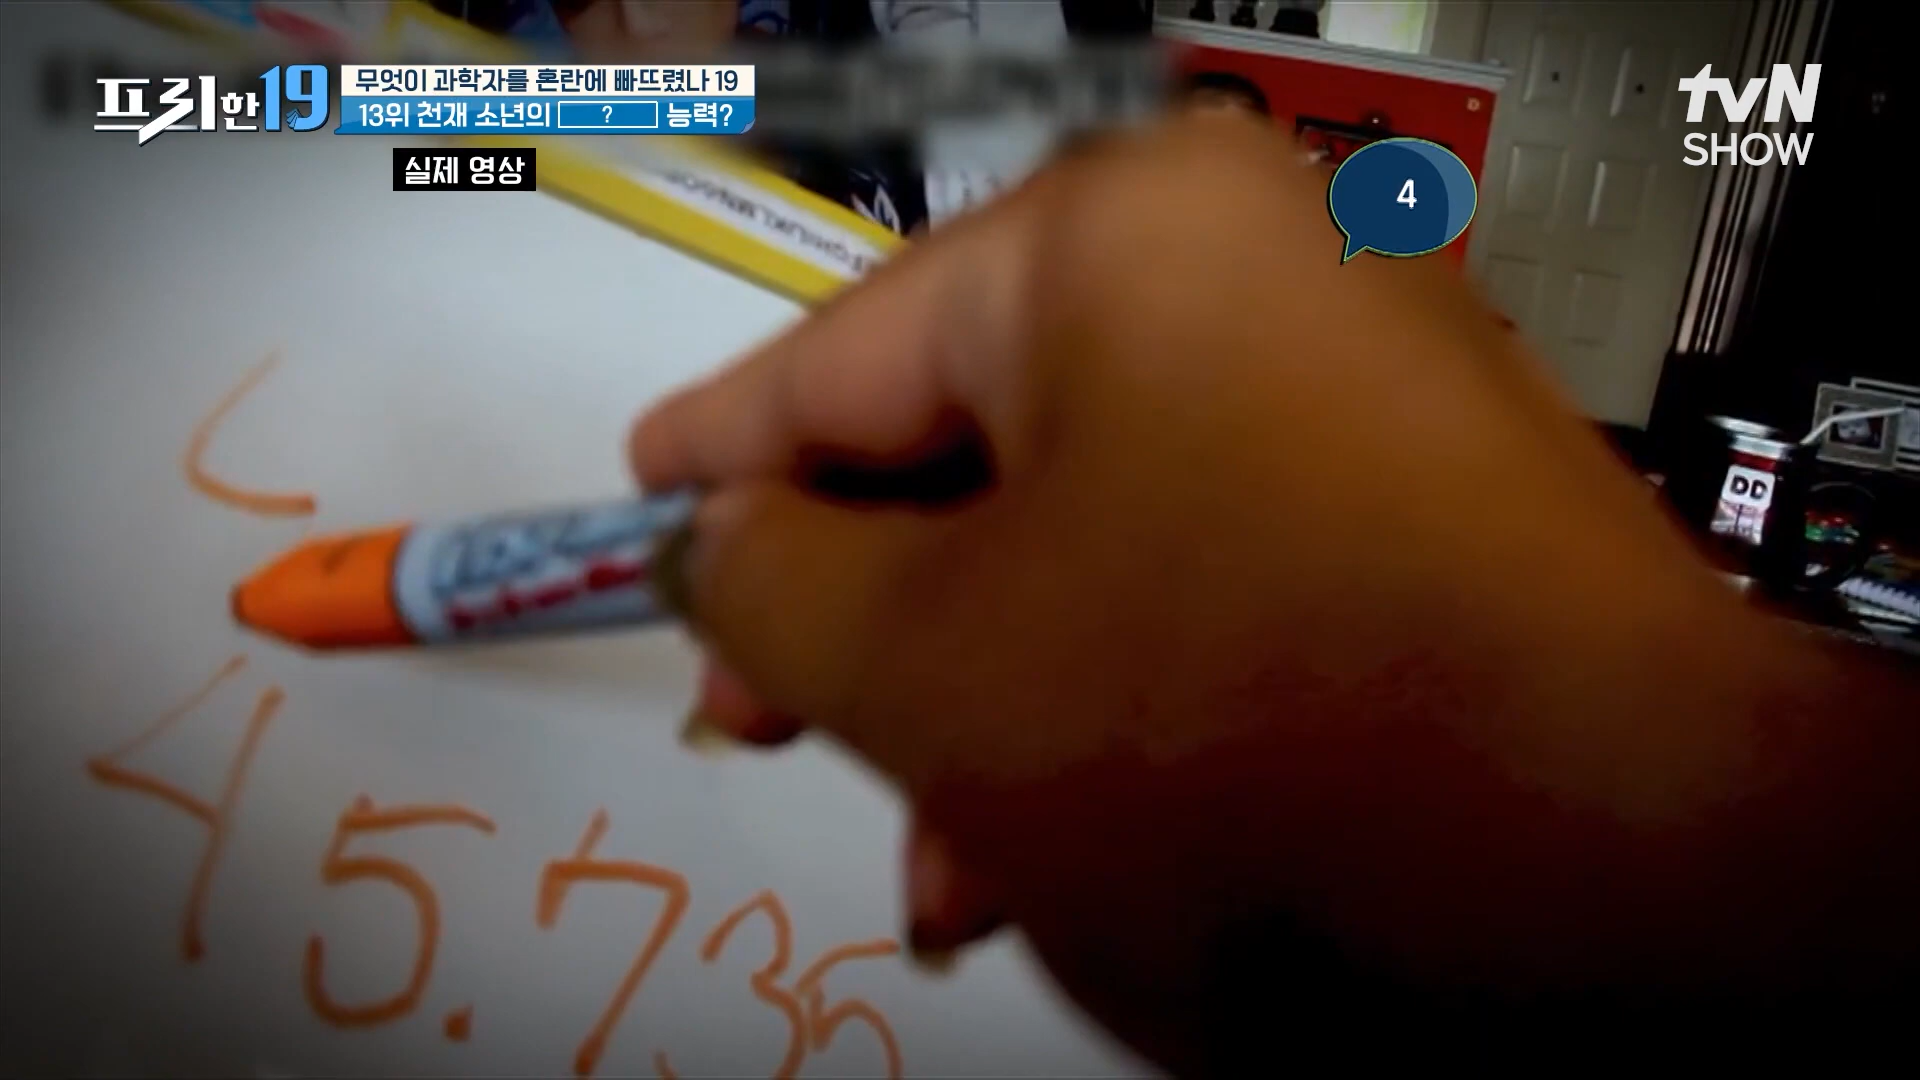 프리한19
무엇이 과학자를 혼란에 빠뜨렸나 19
13위 천재 소년의 ? 능력?
실제 영상
tvN
SHOW
4
DD
45.735